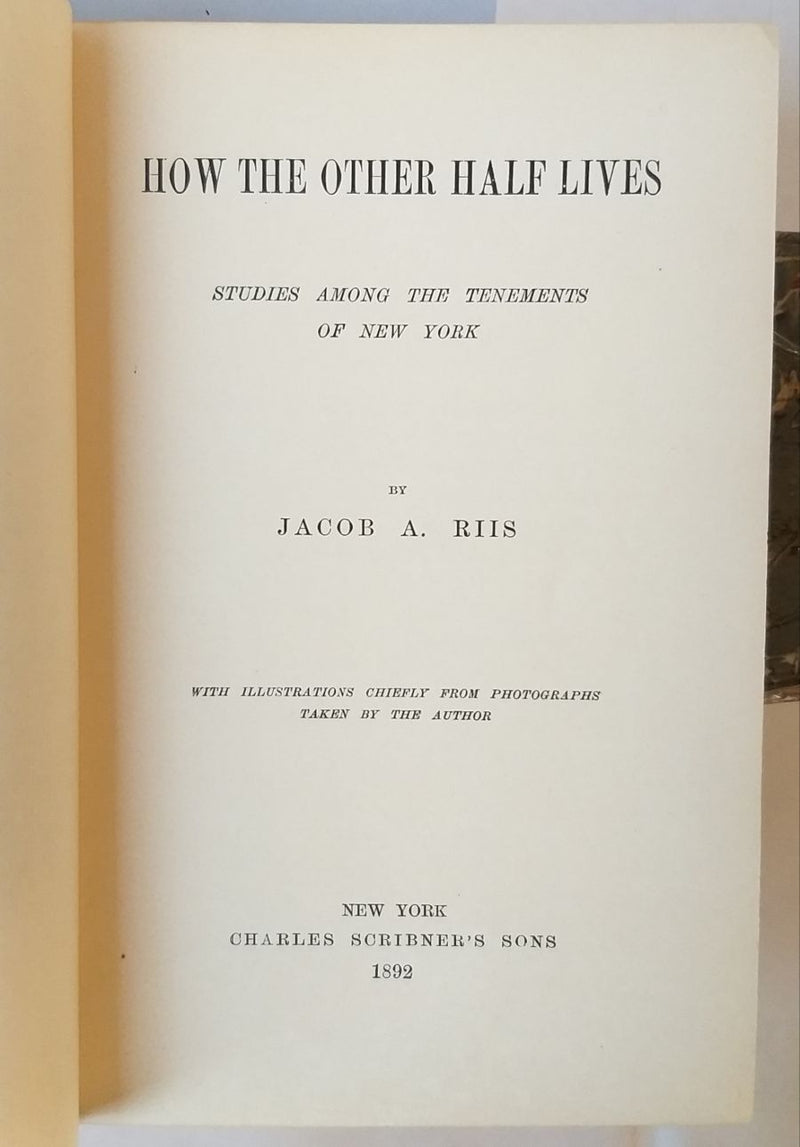 HOW THE OTHER HALF LIVES
STUDIES AMONG THE TENEMENTS
OF NEW YORK
BY
JACOB A. RIIS
WITH ILLUSTRATIONS CHIEFLY FROM PHOTOGRAPHS
TAKEN BY THE AUTHOR
NEW YORK
CHARLES SCRIBNER'S SONS
1892